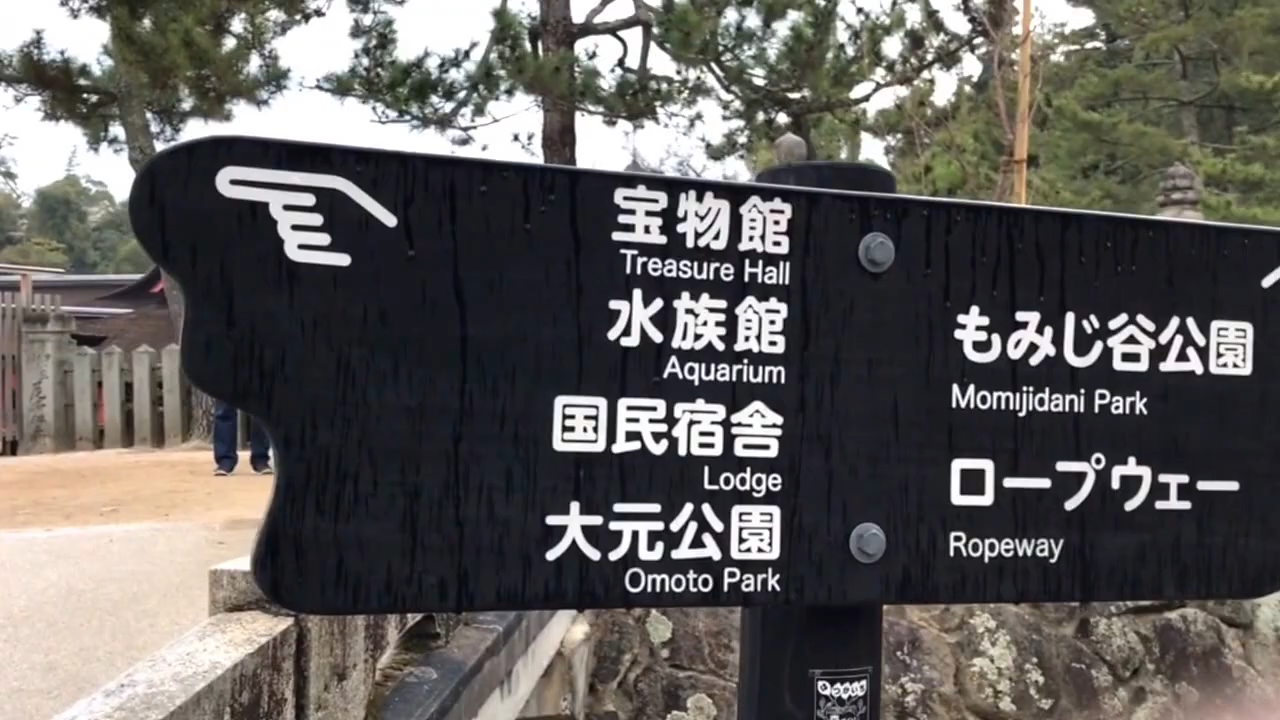 宝物館
Treasure Hall
水族館
Aquarium
国民宿舎
Lodge
大元公園
Omoto Park
もみじ谷公園
Momijidani Park
ロープウェー
Ropeway